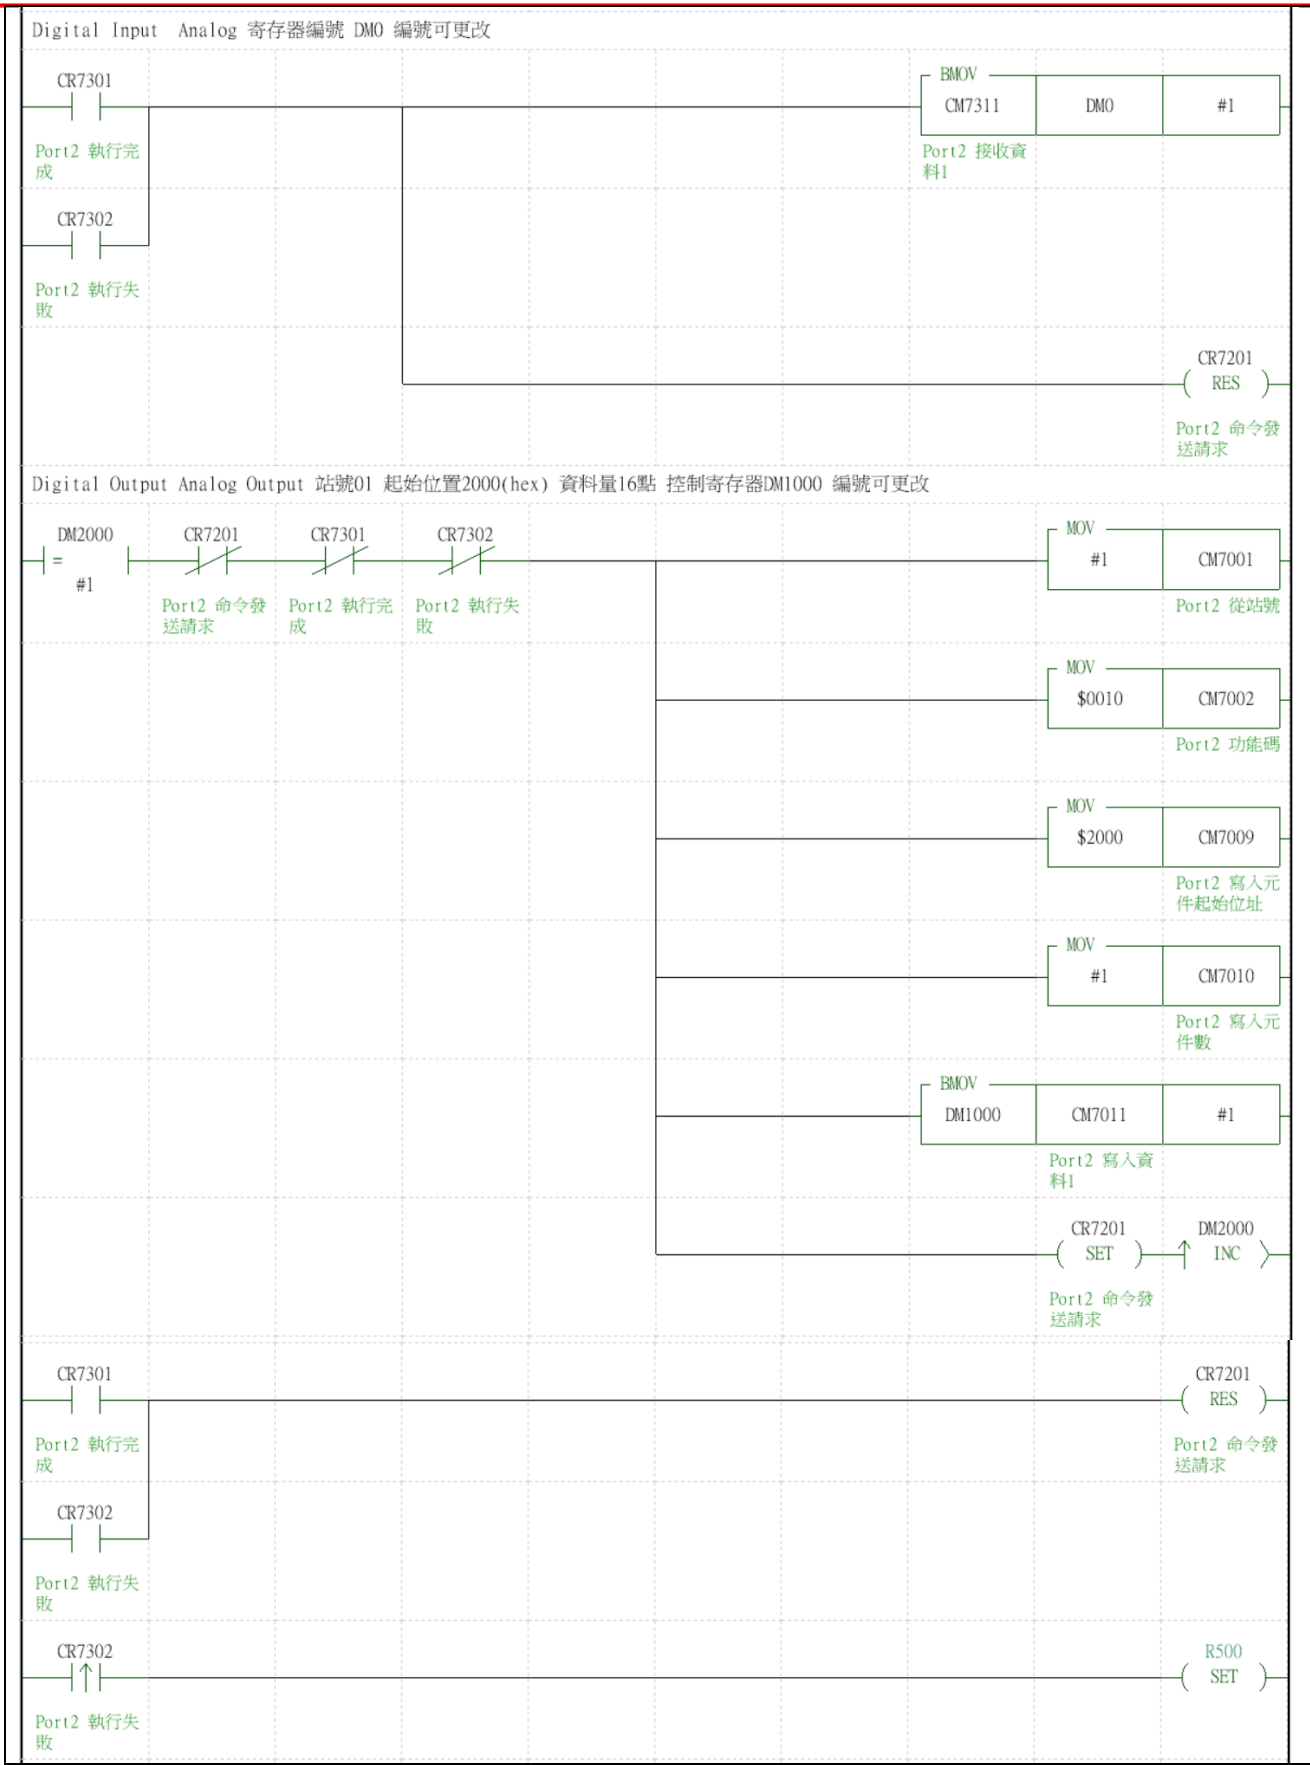 Digital Input  Analog 寄存器編號 DM0 編號可更改
CR7301
BMOV
CM7311 DM0 #1
Port2 執行完
成
Port2 接收資
料1
CR7302
Port2 執行失
敗
CR7201
RES
Port2 命令發
送請求
Digital Output Analog Output 站號01 起始位置2000(hex) 資料量16點 控制寄存器DM1000 編號可更改
DM2000 CR7201 CR7301 CR7302
=
#1
Port2 命令發
送請求
Port2 執行完
成
Port2 執行失
敗
MOV
#1 CM7001
Port2 從站號
MOV
$0010 CM7002
Port2 功能碼
MOV
$2000 CM7009
Port2 寫入元
件起始位址
MOV
#1 CM7010
Port2 寫入元
件數
BMOV
DM1000 CM7011 #1
Port2 寫入資
料1
CR7201 DM2000
SET INC
Port2 命令發
送請求
CR7301 CR7201
RES
Port2 執行完
成
Port2 命令發
送請求
CR7302
Port2 執行失
敗
CR7302 R500
SET
Port2 執行失
敗